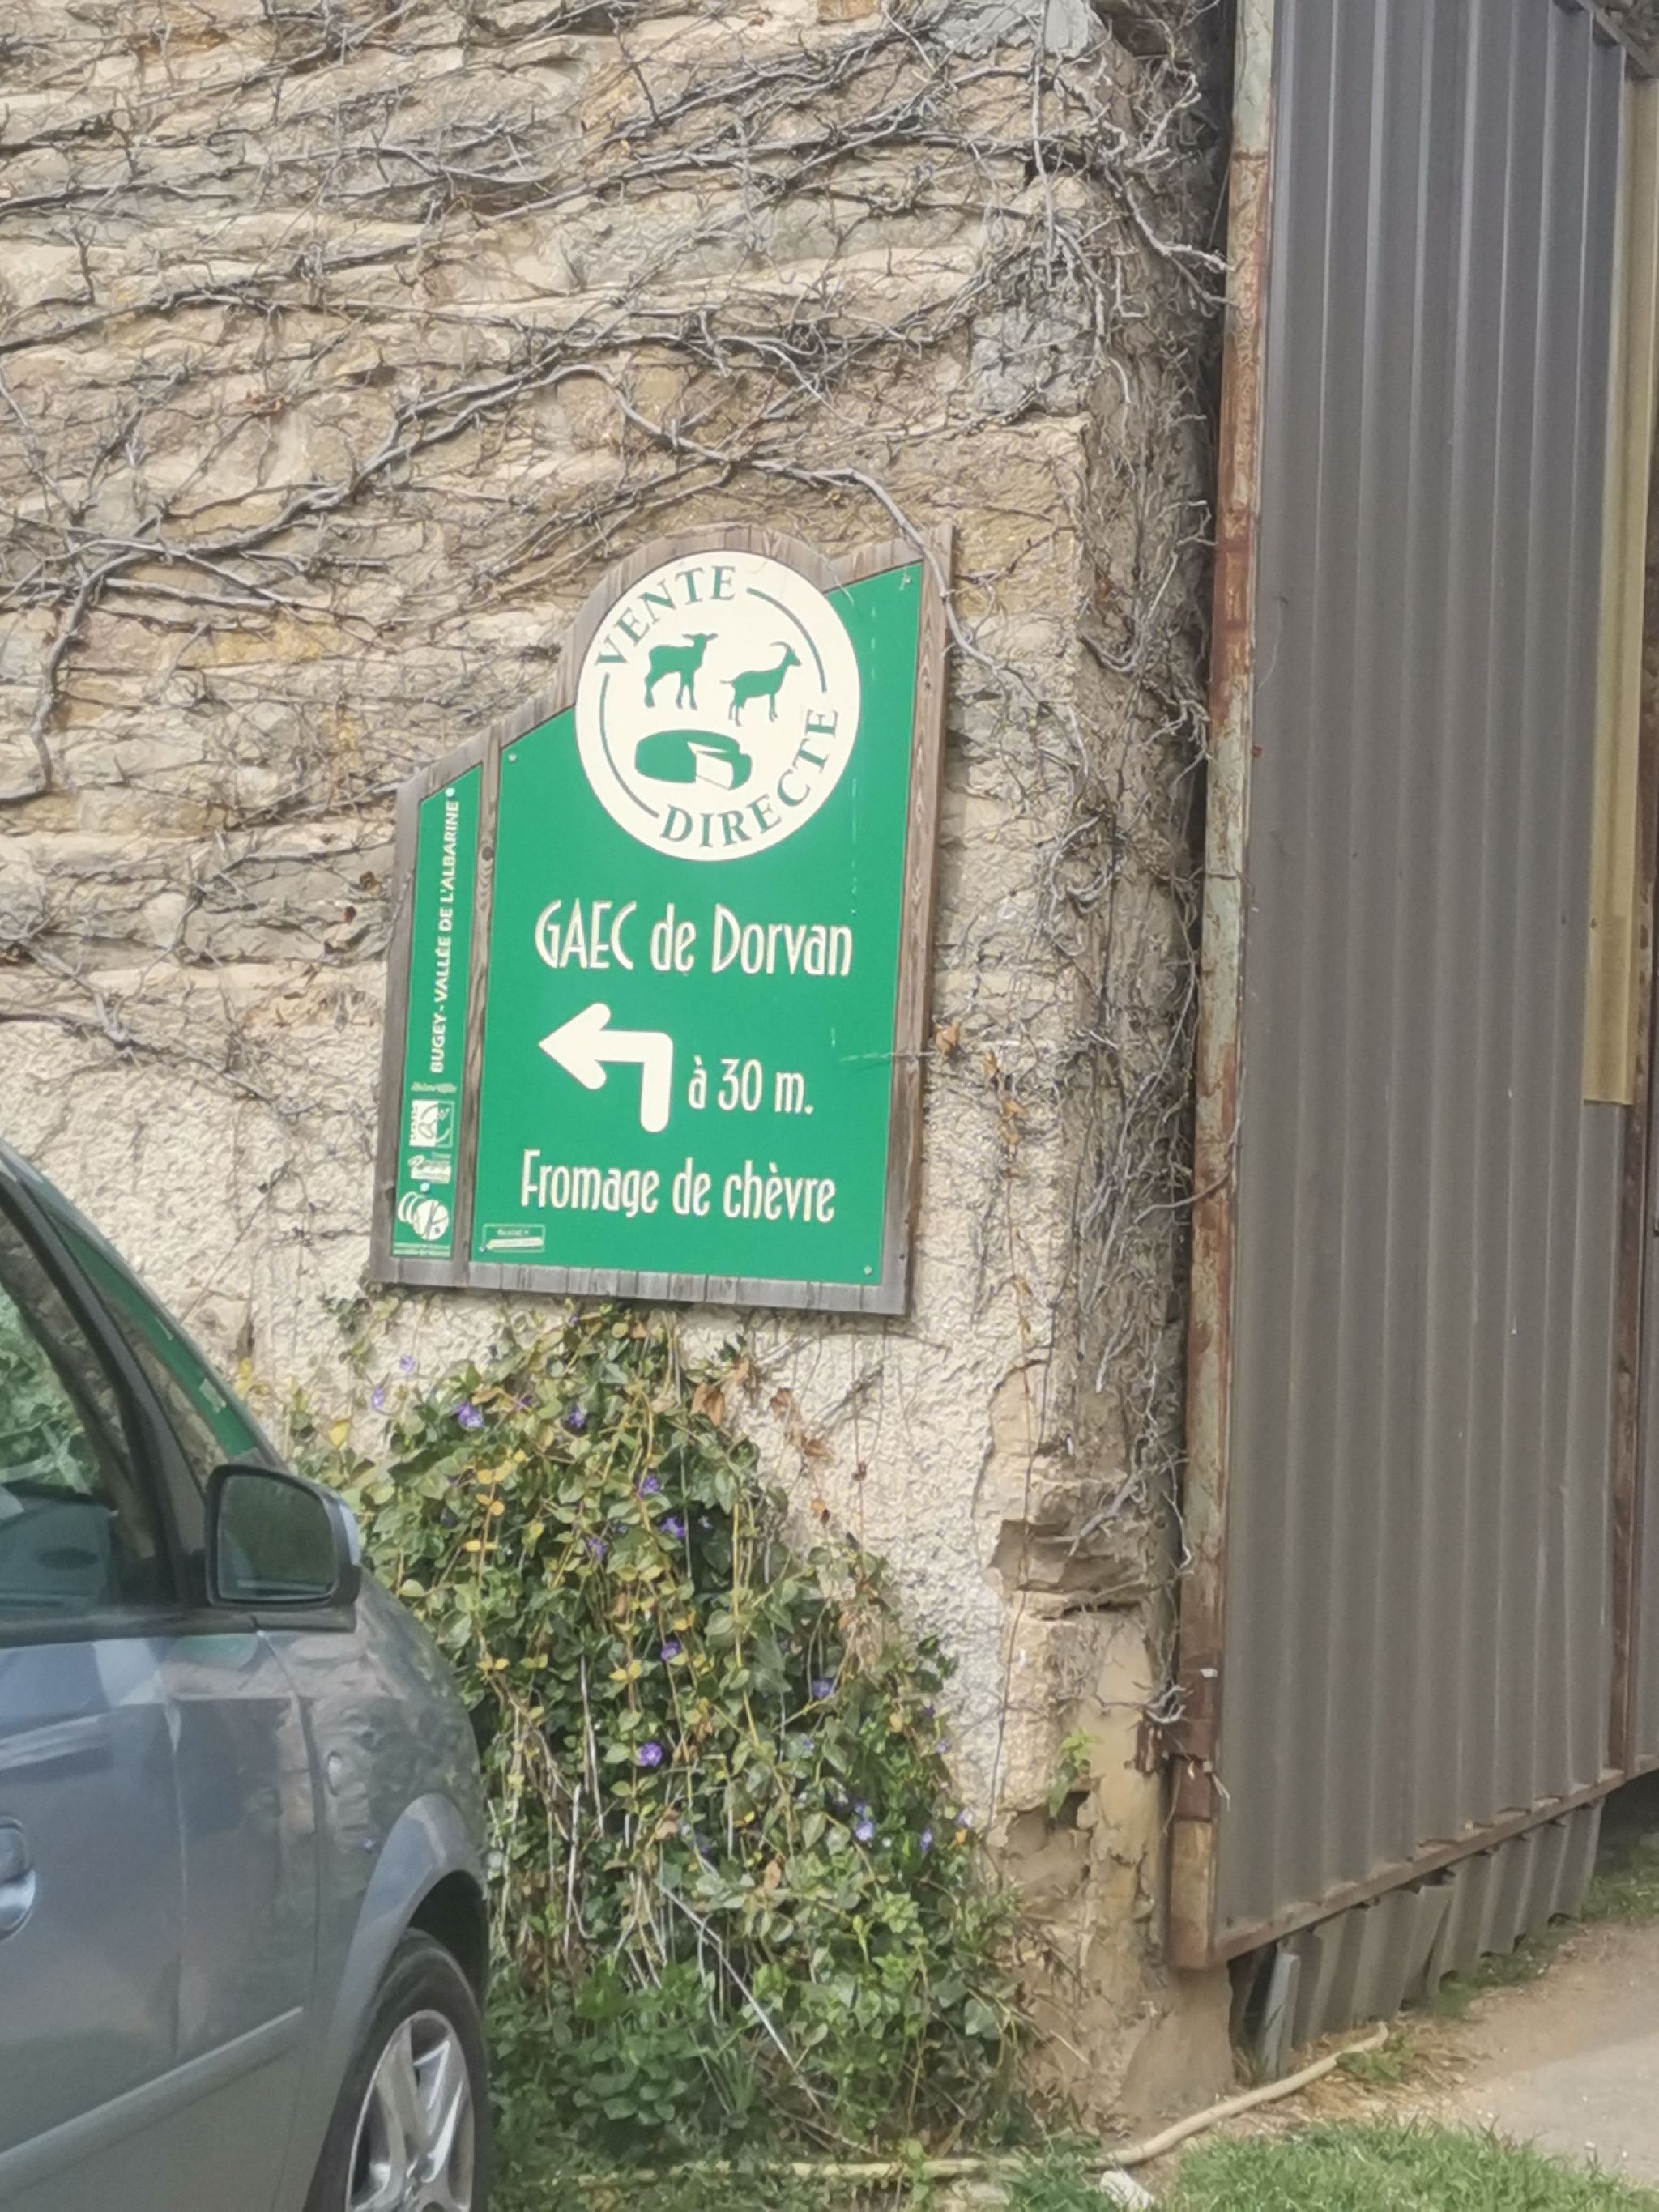 VENTE
DIRECTE
BUGEY - VALLÉE DE L'ALBARINE
GAEC de Dorvan
à 30 m.
Fromage de chèvre